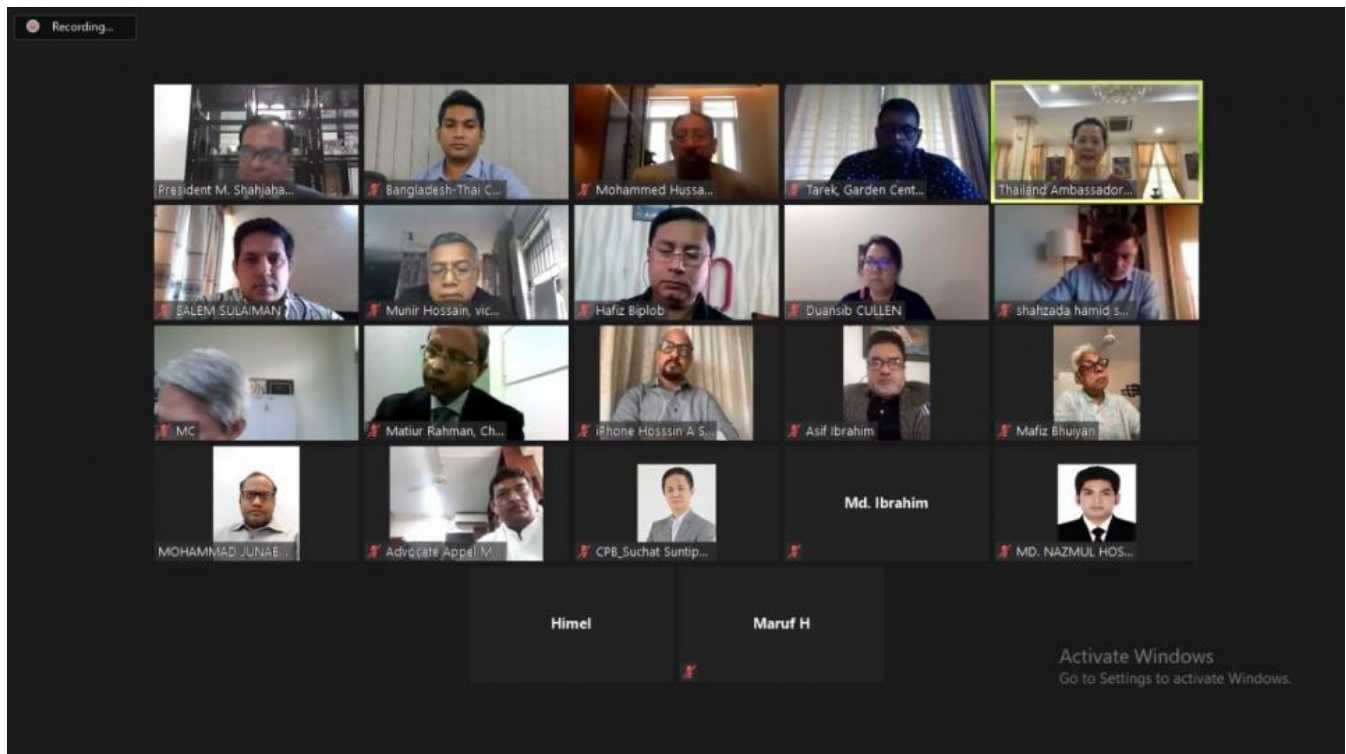 Recording...
President M. Shahjaha...
Bangladesh-Thai C...
Mohammed Hussa...
Tarek, Garden Cent...
Thailand Ambassador...
SALEM SULAIMAN
Munir Hossain, vic...
Hafiz Biplob
Duansib CULLEN
shahzada hamid s...
MC
Matiur Rahman, Ch...
iPhone Hosssin A S...
Asif Ibrahim
Mafiz Bhuiyan
MOHAMMAD JUNAE...
Advocate Appel M...
CPB_Suchat Suntip...
Md. Ibrahim
MD. NAZMUL HOS...
Himel
Maruf H
Activate Windows
Go to Settings to activate Windows.